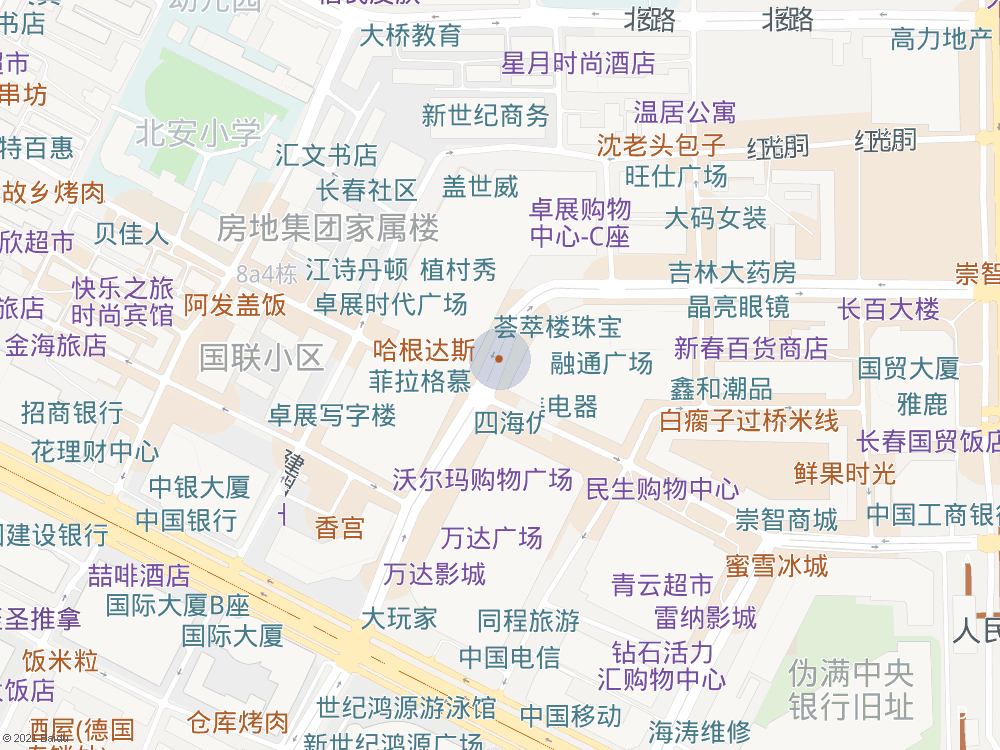 幼儿园
大桥教育
北路
北路
高力地产
书店
超市
星月时尚酒店
串坊
新世纪商务
温居公寓
北安小学
特百惠
汇文书店
沈老头包子
红胡同
红胡同
故乡烤肉
长春社区
盖世威
旺仕广场
贝佳人
房地集团家属楼
卓展购物
中心-C座
大码女装
欣超市
8a4栋
江诗丹顿
植村秀
吉林大药房
崇智
快乐之旅
时尚宾馆
旅店
阿发盖饭
卓展时代广场
晶亮眼镜
长百大楼
荟萃楼珠宝
金海旅店
国联小区
哈根达斯
融通广场
新春百货商店
国贸大厦
菲拉格慕
鑫和潮品
雅鹿
招商银行
卓展写字楼
四海
电器
白瘸子过桥米线
花理财中心
建
长春国贸饭店
中银大厦
沃尔玛购物广场
民生购物中心
鲜果时光
中国银行
香宫
崇智商城
中国工商银行
建设银行
万达广场
喆啡酒店
万达影城
青云超市
蜜雪冰城
国际大厦B座
圣推拿
大玩家
同程旅游
雷纳影城
国际大厦
人民
饭米粒
中国电信
钻石活力
汇购物中心
伪满中央
银行旧址
饭店
世纪鸿源游泳馆
中国移动
西屋(德国
仓库烤肉
海涛维修
新世纪鸿源广场
© 2021 Baidu